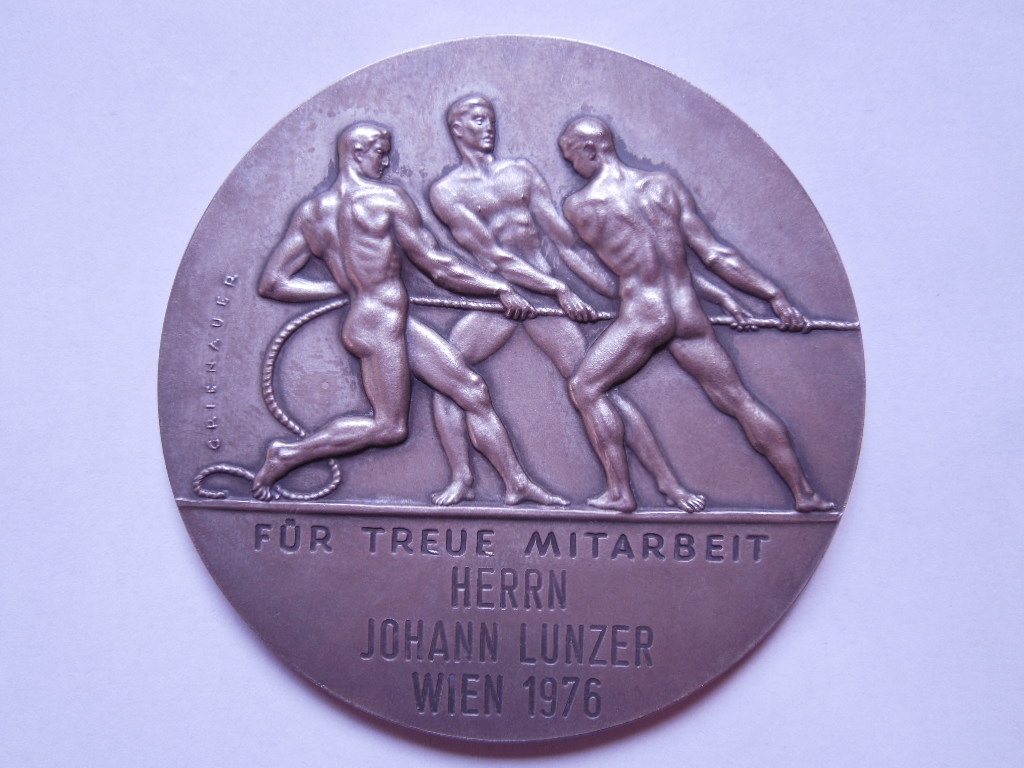 GRIENAUER
FÜR TREUE MITARBEIT
HERRN
JOHANN LUNZER
WIEN 1976